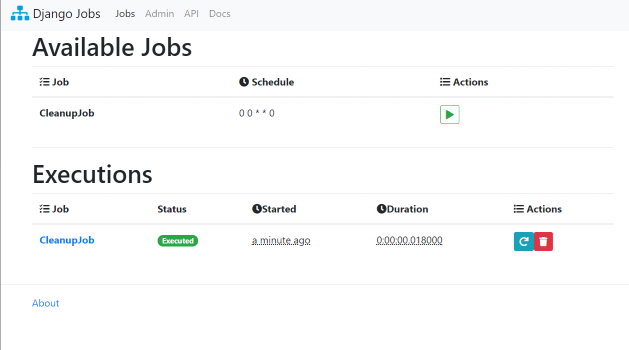 Django Jobs Jobs Admin API Docs
Available Jobs
Job Schedule Actions
CleanupJob 0 0 * * 0
Executions
Job Status Started Duration Actions
CleanupJob Executed a minute ago 0:00:00.018000
About